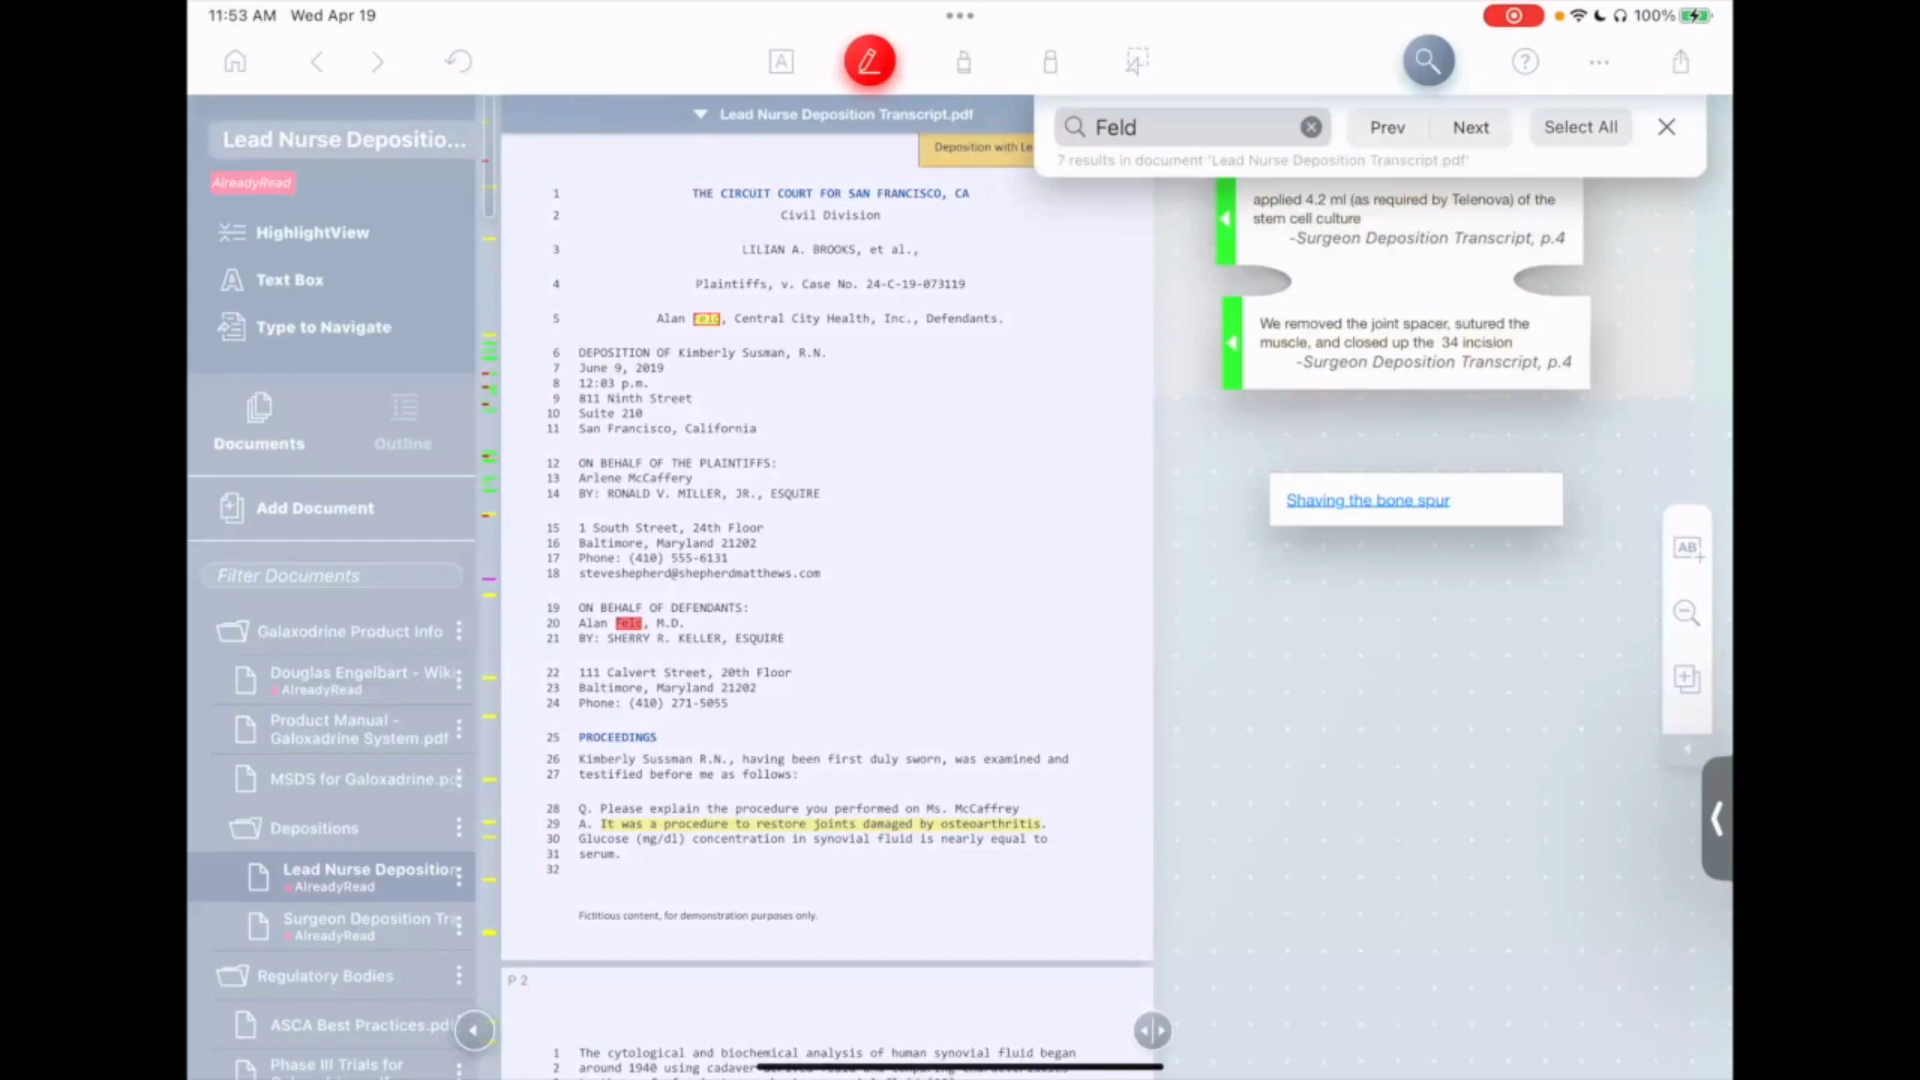 11:53 AM Wed Apr 19
100%
A
Lead Nurse Depositio...
AlreadyRead
HighlightView
Text Box
Type to Navigate
Documents
Outline
Add Document
Filter Documents
Galaxodrine Product Info
Douglas Engelbart - Wiki
AlreadyRead
Product Manual -
Galoxadrine System.pdf
MSDS for Galoxadrine.pd
Depositions
Lead Nurse Deposition
AlreadyRead
Surgeon Deposition Tra
AlreadyRead
Regulatory Bodies
ASCA Best Practices.pdf
Phase III Trials for
Lead Nurse Deposition Transcript.pdf
Deposition with Le
1 THE CIRCUIT COURT FOR SAN FRANCISCO, CA
2 Civil Division
3 LILIAN A. BROOKS, et al.,
4 Plaintiffs, v. Case No. 24-C-19-073119
5 Alan Feld, Central City Health, Inc., Defendants.
6 DEPOSITION OF Kimberly Susman, R.N.
7 June 9, 2019
8 12:03 p.m.
9 811 Ninth Street
10 Suite 210
11 San Francisco, California
12 ON BEHALF OF THE PLAINTIFFS:
13 Arlene McCaffery
14 BY: RONALD V. MILLER, JR., ESQUIRE
15 1 South Street, 24th Floor
16 Baltimore, Maryland 21202
17 Phone: (410) 555-6131
18 steveshepherd@shepherdmatthews.com
19 ON BEHALF OF DEFENDANTS:
20 Alan Feld, M.D.
21 BY: SHERRY R. KELLER, ESQUIRE
22 111 Calvert Street, 20th Floor
23 Baltimore, Maryland 21202
24 Phone: (410) 271-5055
25 PROCEEDINGS
26 Kimberly Sussman R.N., having been first duly sworn, was examined and
27 testified before me as follows:
28 Q. Please explain the procedure you performed on Ms. McCaffrey
29 A. It was a procedure to restore joints damaged by osteoarthritis.
30 Glucose (mg/dl) concentration in synovial fluid is nearly equal to
31 serum.
32
Fictitious content, for demonstration purposes only.
P 2
1 The cytological and biochemical analysis of human synovial fluid began
2 around 1940 using cadaver
Feld
Prev
Next
Select All
7 results in document 'Lead Nurse Deposition Transcript.pdf'
applied 4.2 ml (as required by Telenova) of the
stem cell culture
-Surgeon Deposition Transcript, p.4
We removed the joint spacer, sutured the
muscle, and closed up the 34 incision
-Surgeon Deposition Transcript, p.4
Shaving the bone spur
AB